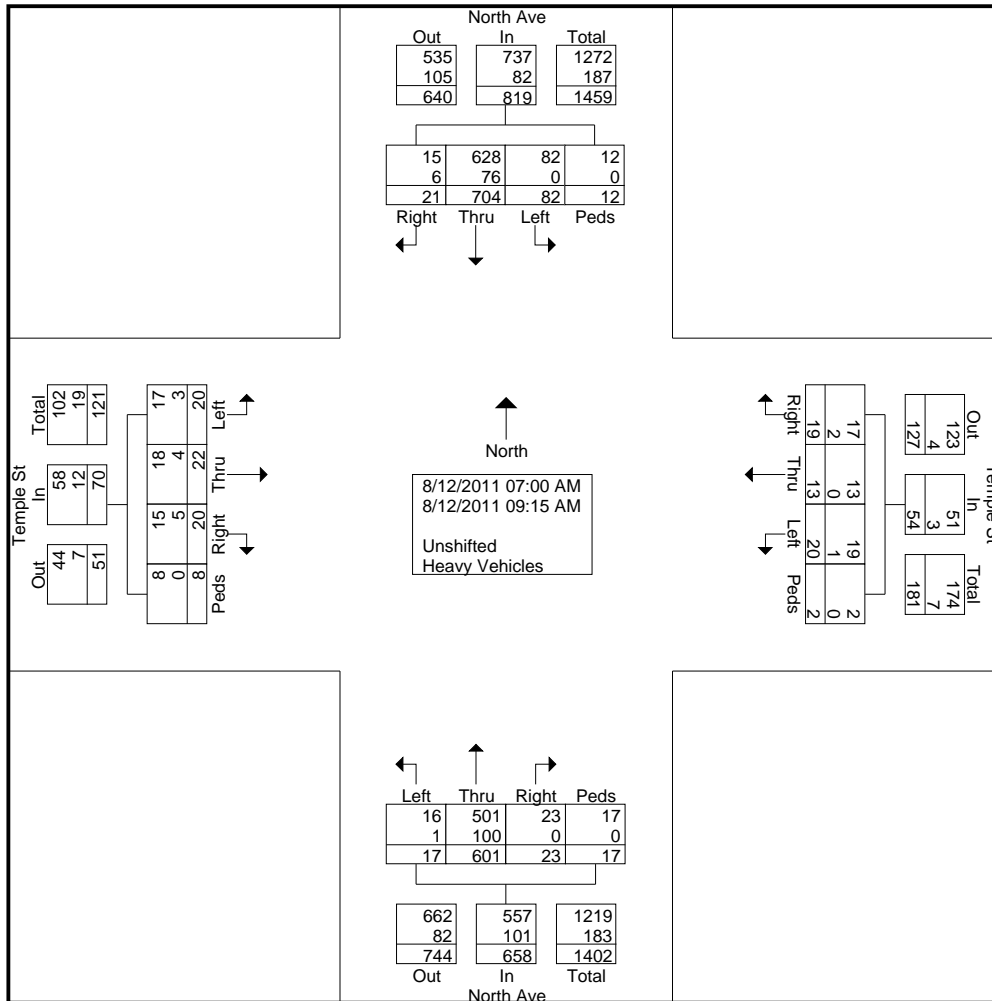 North Ave
Out In Total
535 737 1272
105 82 187
640 819 1459
15 628 82 12
6 76 0 0
21 704 82 12
Right Thru Left Peds
Temple St
Total In Out
102 58 44
19 12 7
121 70 51
17 18 15 8
3 4 5 0
20 22 20 8
Left Thru Right Peds
North
8/12/2011 07:00 AM
8/12/2011 09:15 AM
Unshifted
Heavy Vehicles
Right Thru Left Peds
17 13 19 2
2 0 1 0
19 13 20 2
Out In Total
123 51 174
4 3 7
127 54 181
Temple St
Left Thru Right Peds
16 501 23 17
1 100 0 0
17 601 23 17
662 557 1219
82 101 183
744 658 1402
Out In Total
North Ave